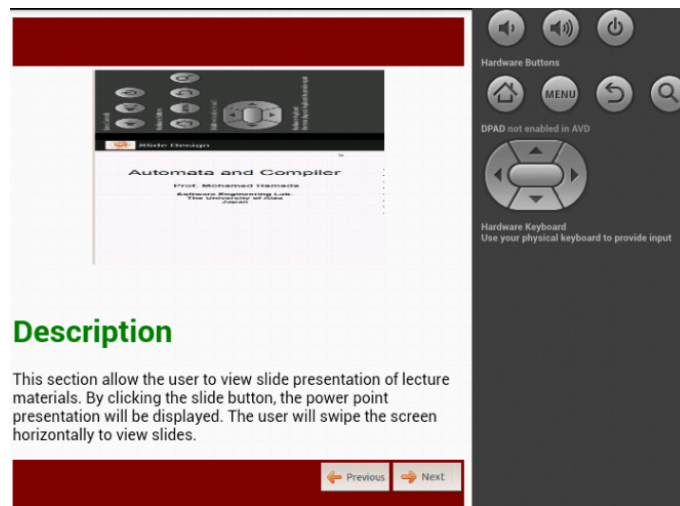 Slide Design
Automata and Compiler
Prof. Mohamed Hamada
Software Engineering Lab.
The University of Aizu
Japan
Description
This section allow the user to view slide presentation of lecture
materials. By clicking the slide button, the power point
presentation will be displayed. The user will swipe the screen
horizontally to view slides.
Previous
Next
Hardware Buttons
MENU
DPAD not enabled in AVD
Hardware Keyboard
Use your physical keyboard to provide input